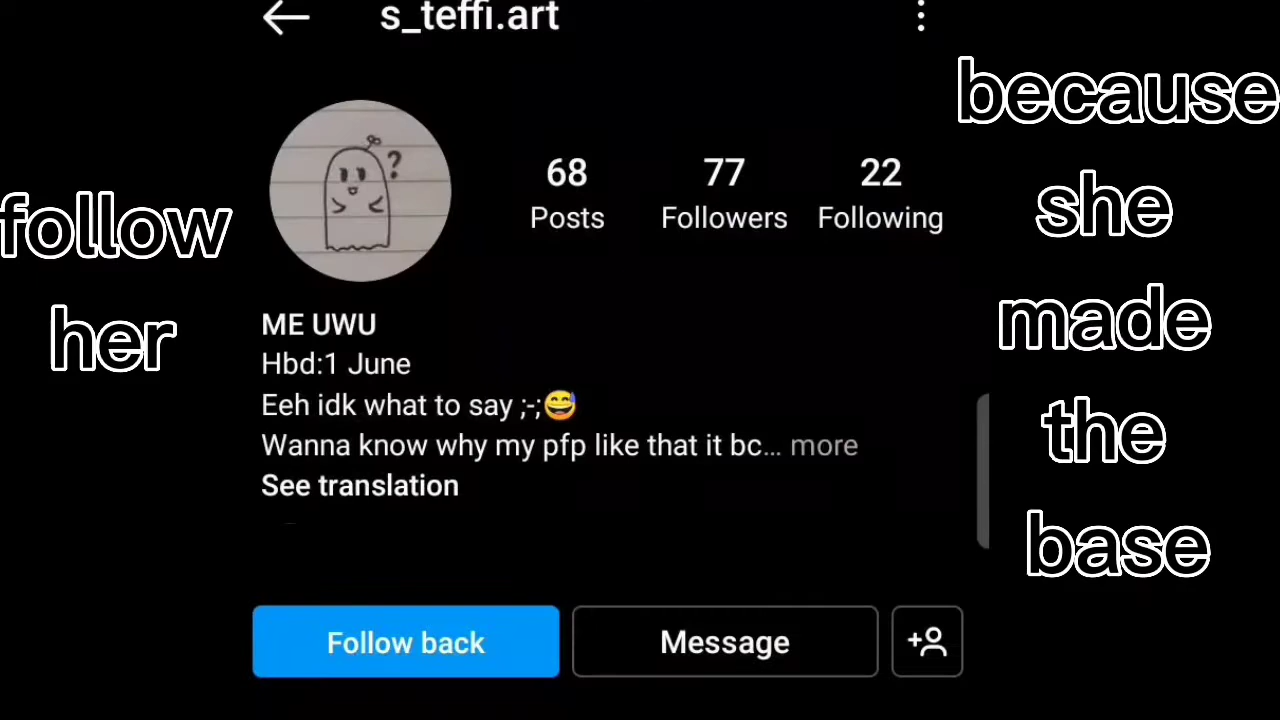 s_teffi.art
?
68 77 22
Posts Followers Following
ME UWU
Hbd:1 June
Eeh idk what to say ;-;😅
Wanna know why my pfp like that it bc... more
See translation
Follow back Message
follow
her
because
she
made
the
base